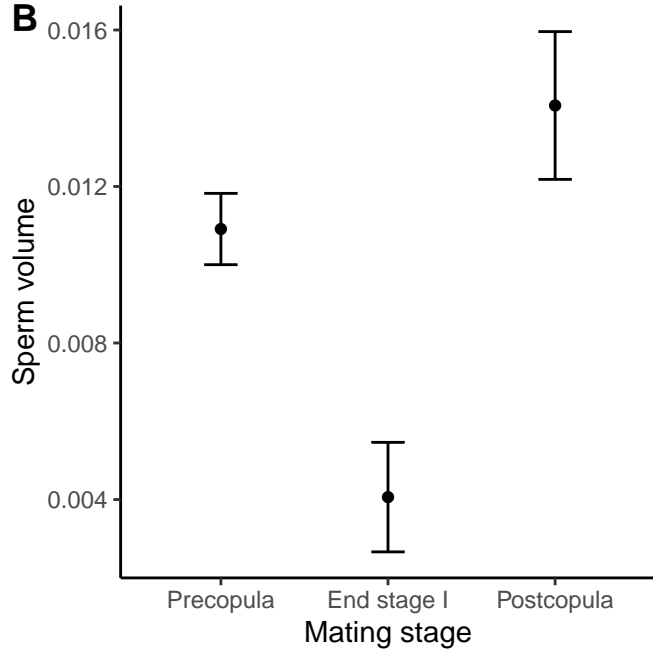 B
0.016
0.012
0.008
0.004
Sperm volume
Precopula End stage I Postcopula
Mating stage